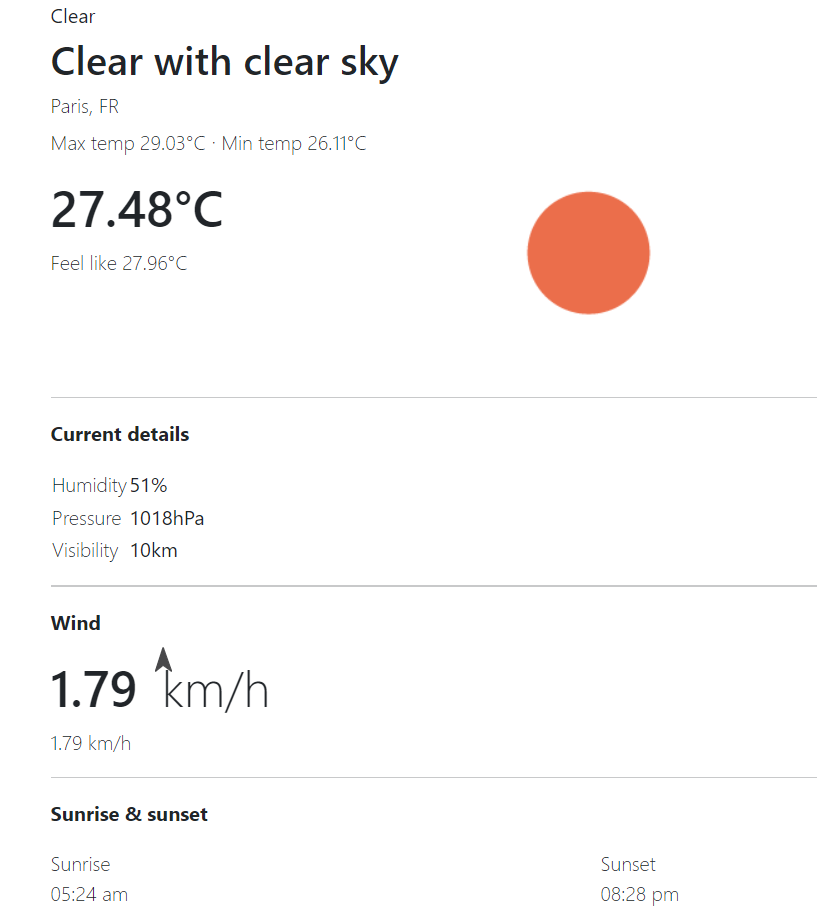 Clear
Clear with clear sky
Paris, FR
Max temp 29.03°C · Min temp 26.11°C
27.48°C
Feel like 27.96°C
Current details
Humidity 51%
Pressure 1018hPa
Visibility 10km
Wind
1.79 km/h
1.79 km/h
Sunrise & sunset
Sunrise Sunset
05:24 am 08:28 pm